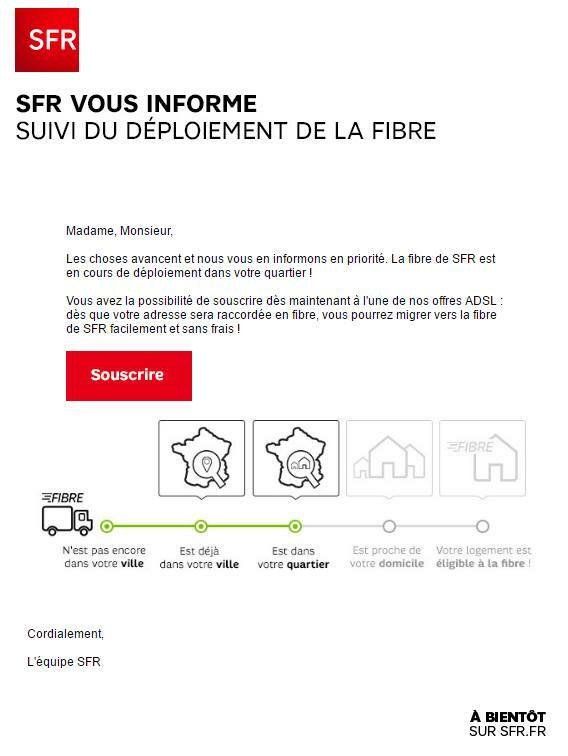 SFR
SFR VOUS INFORME
SUIVI DU DÉPLOIEMENT DE LA FIBRE
Madame, Monsieur,
Les choses avancent et nous vous en informons en priorité. La fibre de SFR est
en cours de déploiement dans votre quartier !
Vous avez la possibilité de souscrire dès maintenant à l'une de nos offres ADSL :
dès que votre adresse sera raccordée en fibre, vous pourrez migrer vers la fibre
de SFR facilement et sans frais !
Souscrire
FIBRE
FIBRE
N'est pas encore
dans votre ville
Est déjà
dans votre ville
Est dans
votre quartier
Est proche de
votre domicile
Votre logement est
éligible à la fibre !
Cordialement,
L'équipe SFR
À BIENTÔT
SUR SFR.FR